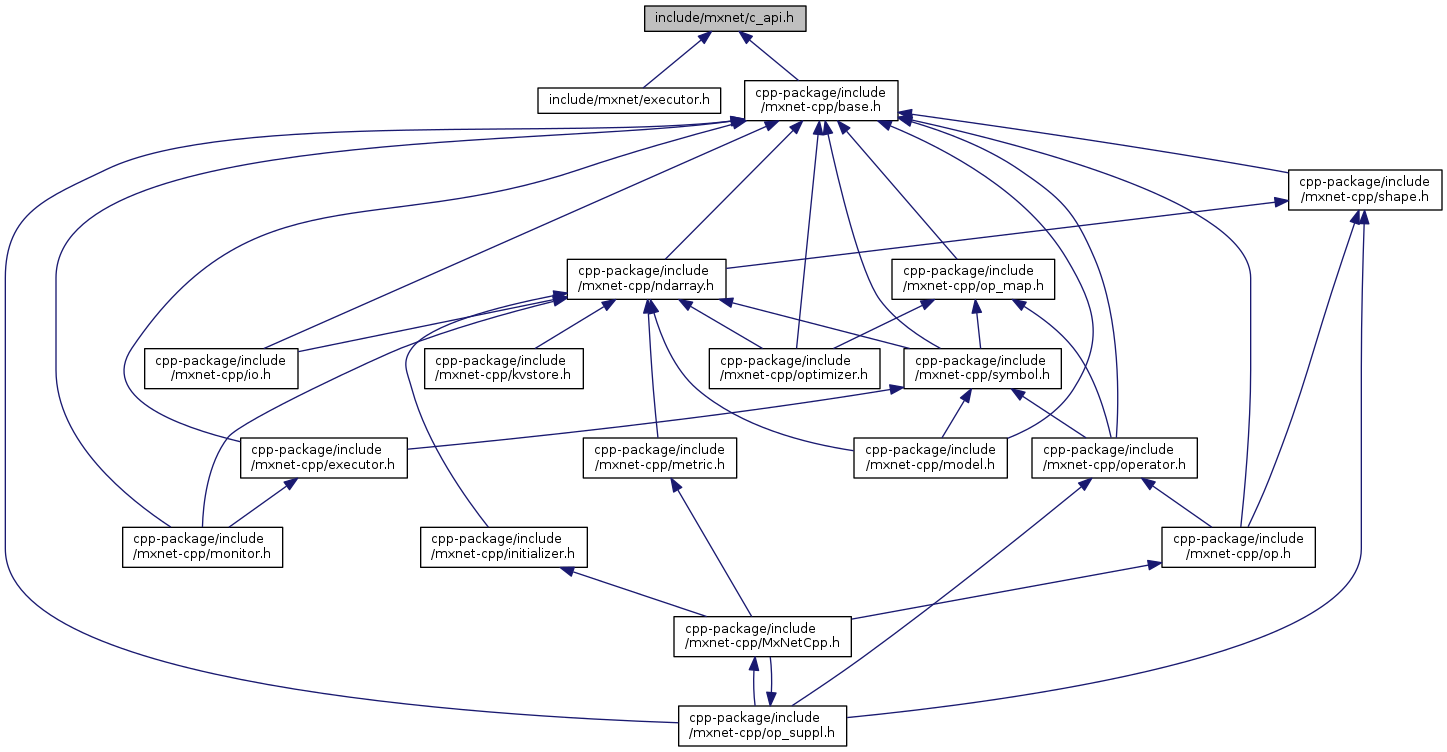 include/mxnet/c_api.h
include/mxnet/executor.h
cpp-package/include
/mxnet-cpp/base.h
cpp-package/include
/mxnet-cpp/shape.h
cpp-package/include
/mxnet-cpp/ndarray.h
cpp-package/include
/mxnet-cpp/op_map.h
cpp-package/include
/mxnet-cpp/io.h
cpp-package/include
/mxnet-cpp/kvstore.h
cpp-package/include
/mxnet-cpp/optimizer.h
cpp-package/include
/mxnet-cpp/symbol.h
cpp-package/include
/mxnet-cpp/executor.h
cpp-package/include
/mxnet-cpp/metric.h
cpp-package/include
/mxnet-cpp/model.h
cpp-package/include
/mxnet-cpp/operator.h
cpp-package/include
/mxnet-cpp/monitor.h
cpp-package/include
/mxnet-cpp/initializer.h
cpp-package/include
/mxnet-cpp/op.h
cpp-package/include
/mxnet-cpp/MxNetCpp.h
cpp-package/include
/mxnet-cpp/op_suppl.h